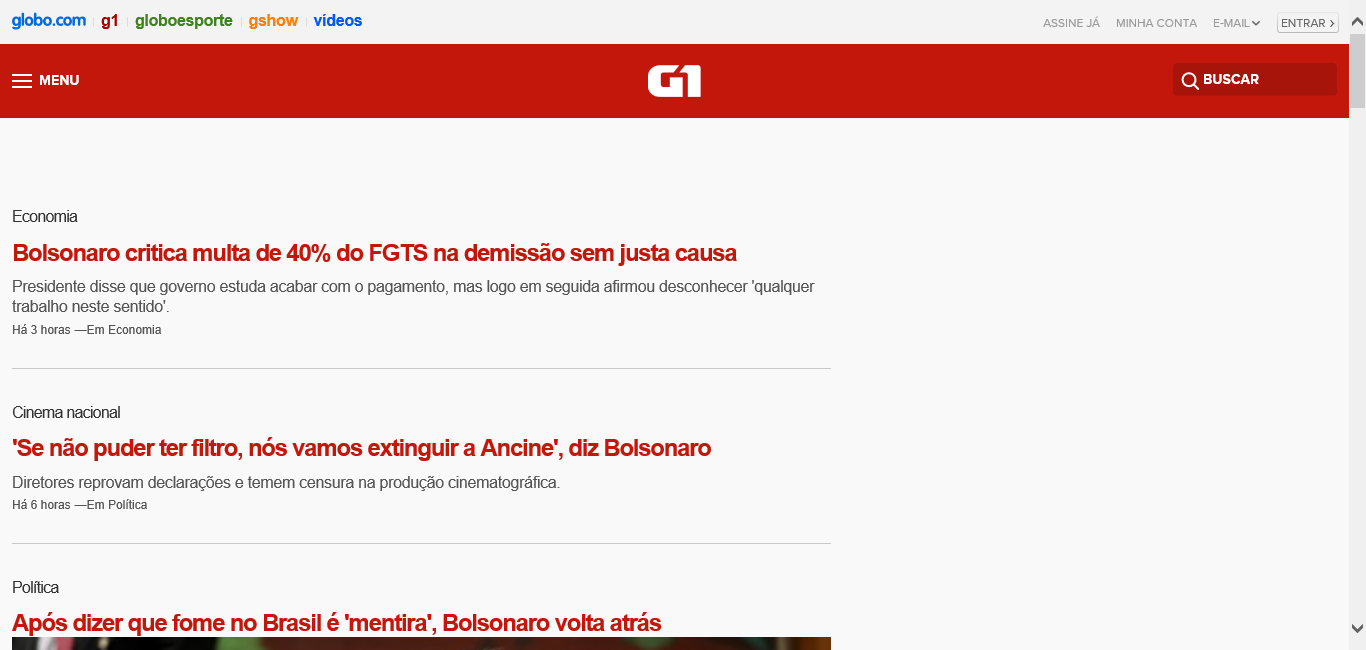 globo.com g1 globoesporte gshow vídeos ASSINE JÁ MINHA CONTA E-MAIL ENTRAR
MENU G1 BUSCAR
Economia
Bolsonaro critica multa de 40% do FGTS na demissão sem justa causa
Presidente disse que governo estuda acabar com o pagamento, mas logo em seguida afirmou desconhecer 'qualquer
trabalho neste sentido'.
Há 3 horas —Em Economia
Cinema nacional
'Se não puder ter filtro, nós vamos extinguir a Ancine', diz Bolsonaro
Diretores reprovam declarações e temem censura na produção cinematográfica.
Há 6 horas —Em Política
Política
Após dizer que fome no Brasil é 'mentira', Bolsonaro volta atrás